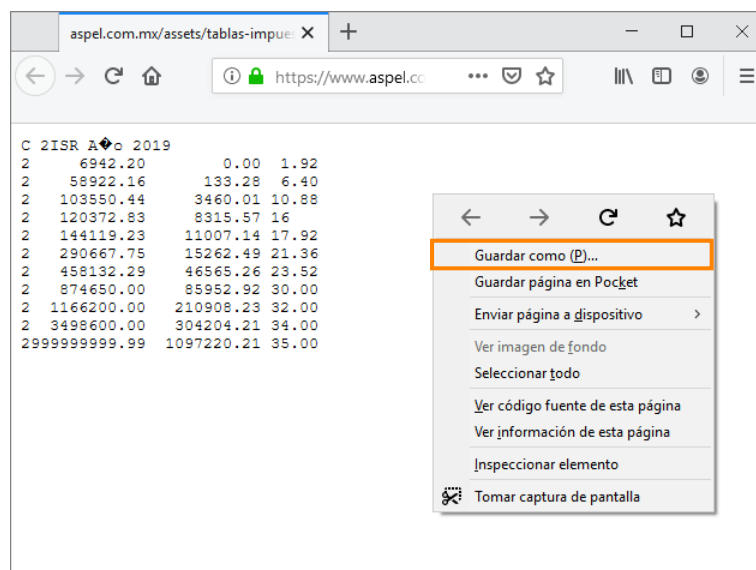 aspel.com.mx/assets/tablas-impue
https://www.aspel.co
C 2ISR A�o 2019
2 6942.20 0.00 1.92
2 58922.16 133.28 6.40
2 103550.44 3460.01 10.88
2 120372.83 8315.57 16
2 144119.23 11007.14 17.92
2 290667.75 15262.49 21.36
2 458132.29 46565.26 23.52
2 874650.00 85952.92 30.00
2 1166200.00 210908.23 32.00
2 3498600.00 304204.21 34.00
2999999999.99 1097220.21 35.00
Guardar como (P)...
Guardar página en Pocket
Enviar página a dispositivo
Ver imagen de fondo
Seleccionar todo
Ver código fuente de esta página
Ver información de esta página
Inspeccionar elemento
Tomar captura de pantalla